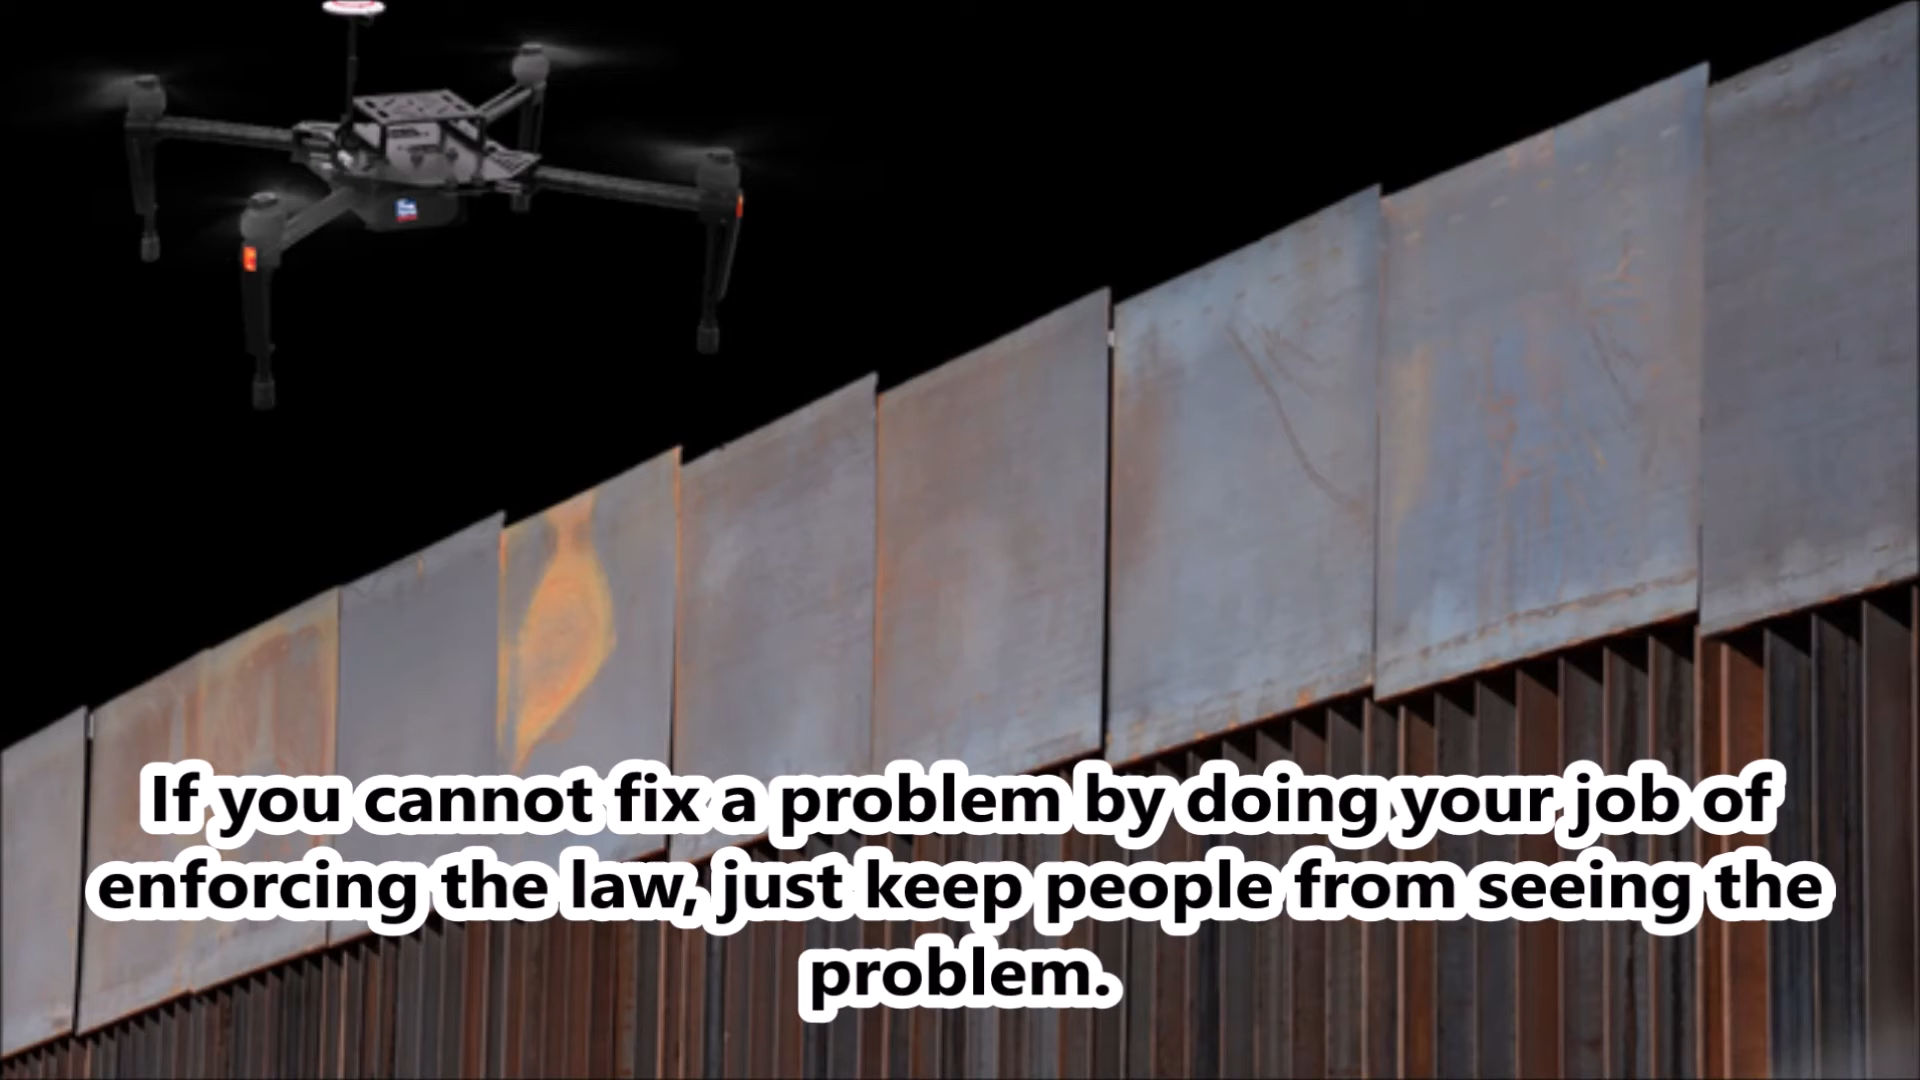 If you cannot fix a problem by doing your job of
enforcing the law, just keep people from seeing the
problem.